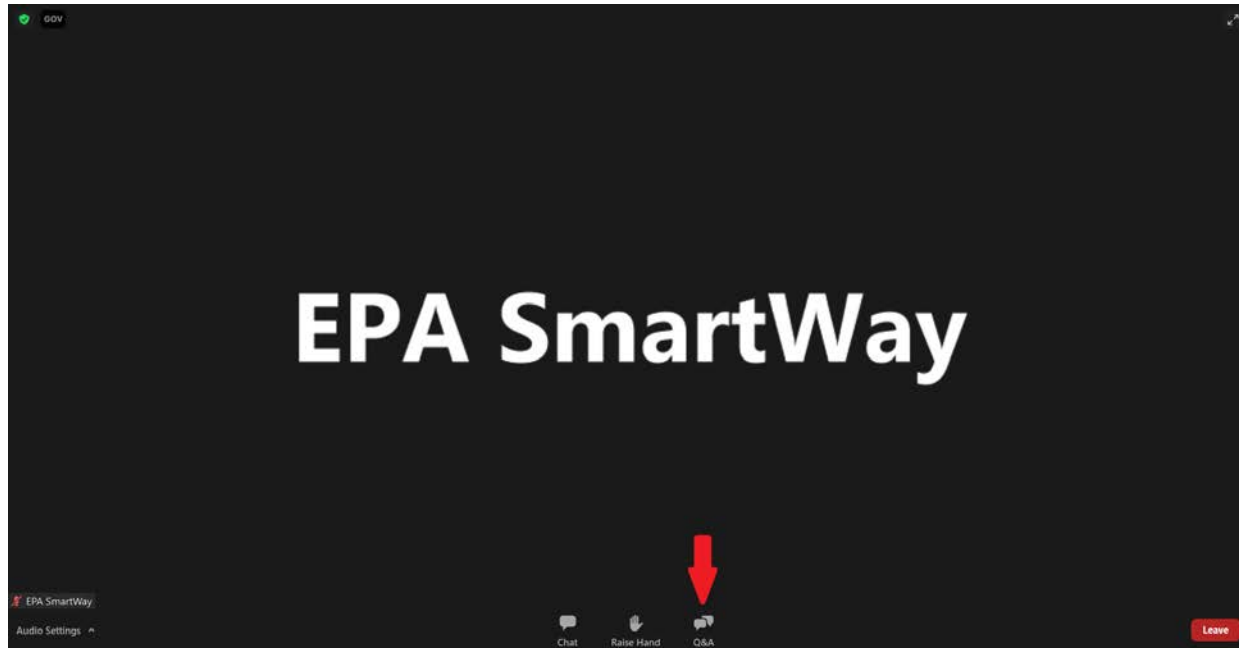 GOV
EPA SmartWay
EPA SmartWay
Audio Settings
Chat Raise Hand Q&A
Leave